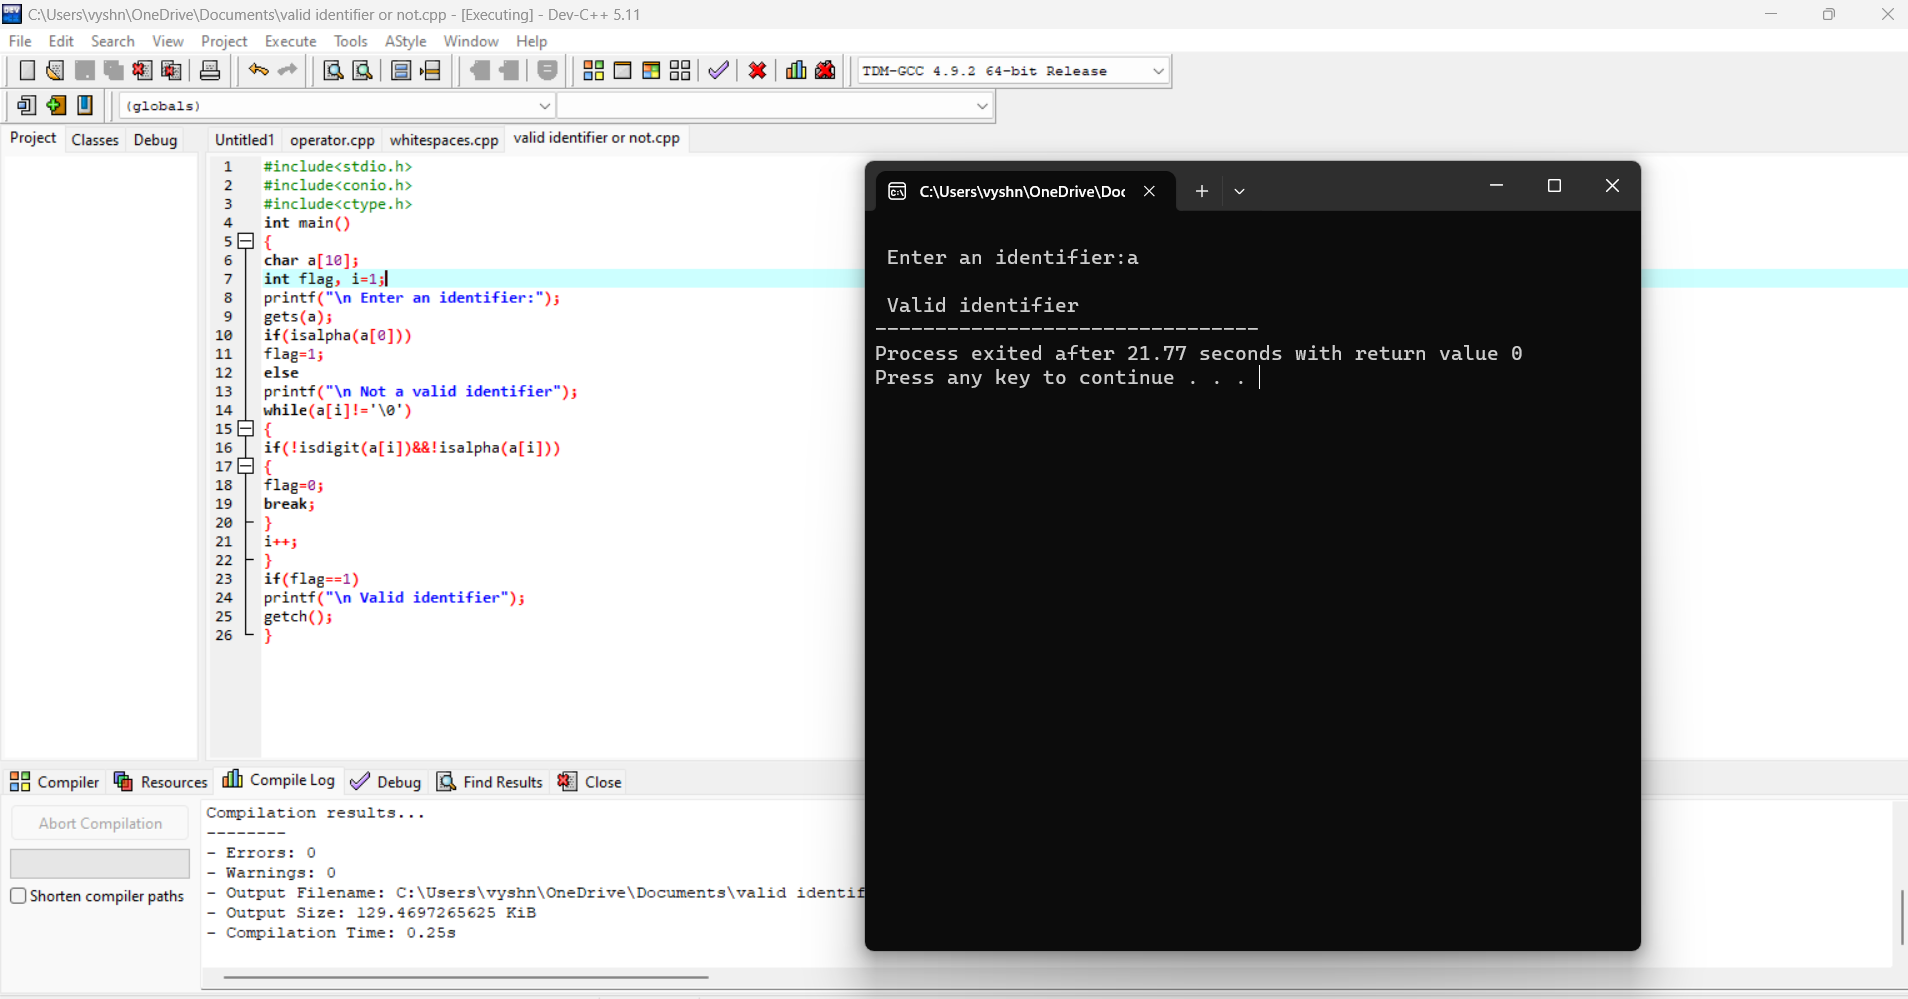 C:\Users\vyshn\OneDrive\Documents\valid identifier or not.cpp - [Executing] - Dev-C++ 5.11
File Edit Search View Project Execute Tools AStyle Window Help
TDM-GCC 4.9.2 64-bit Release
(globals)
Project Classes Debug Untitled1 operator.cpp whitespaces.cpp valid identifier or not.cpp
1 #include<stdio.h>
2 #include<conio.h>
3 #include<ctype.h>
4 int main()
5 {
6 char a[10];
7 int flag, i=1;
8 printf("\n Enter an identifier:");
9 gets(a);
10 if(isalpha(a[0]))
11 flag=1;
12 else
13 printf("\n Not a valid identifier");
14 while(a[i]!='\0')
15 {
16 if(!isdigit(a[i])&&!isalpha(a[i]))
17 {
18 flag=0;
19 break;
20 }
21 i++;
22 }
23 if(flag==1)
24 printf("\n Valid identifier");
25 getch();
26 }
C:\Users\vyshn\OneDrive\Doc
Enter an identifier:a
Valid identifier
--------------------------------
Process exited after 21.77 seconds with return value 0
Press any key to continue . . .
Compiler Resources Compile Log Debug Find Results Close
Abort Compilation
Shorten compiler paths
Compilation results...
--------
- Errors: 0
- Warnings: 0
- Output Filename: C:\Users\vyshn\OneDrive\Documents\valid identif
- Output Size: 129.4697265625 KiB
- Compilation Time: 0.25s